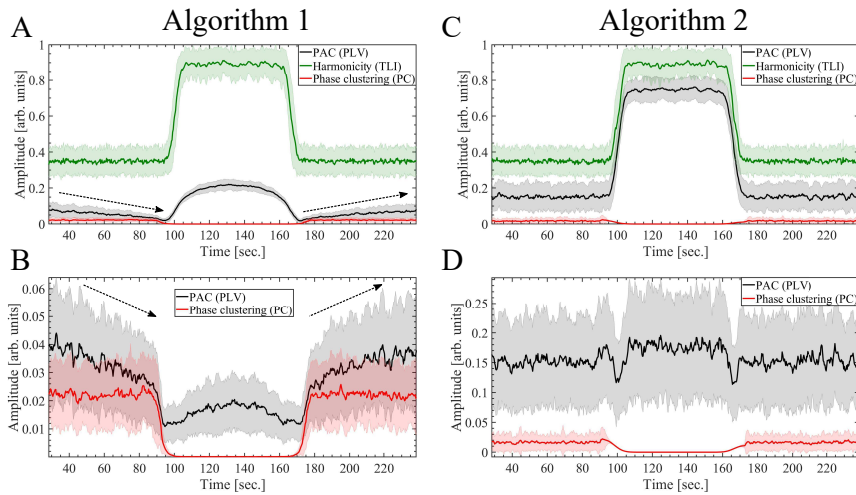 Algorithm 1
Algorithm 2
A
PAC (PLV)
Harmonicity (TLI)
Phase clustering (PC)
Amplitude [arb. units]
1
0.8
0.6
0.4
0.2
0
40 60 80 100 120 140 160 180 200 220
Time [sec.]
C
PAC (PLV)
Harmonicity (TLI)
Phase clustering (PC)
Amplitude [arb. units]
1
0.8
0.6
0.4
0.2
0
40 60 80 100 120 140 160 180 200 220
Time [sec.]
B
PAC (PLV)
Phase clustering (PC)
Amplitude [arb. units]
0.06
0.05
0.04
0.03
0.02
0.01
40 60 80 100 120 140 160 180 200 220
Time [sec.]
D
PAC (PLV)
Phase clustering (PC)
Amplitude [arb. units]
0.25
0.2
0.15
0.1
0.05
0
40 60 80 100 120 140 160 180 200 220
Time [sec.]